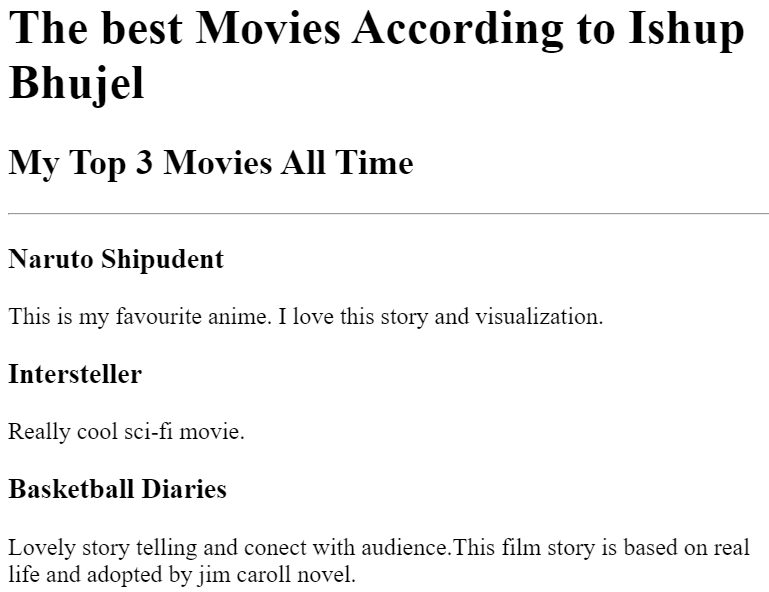 The best Movies According to Ishup
Bhujel
My Top 3 Movies All Time
Naruto Shipudent
This is my favourite anime. I love this story and visualization.
Intersteller
Really cool sci-fi movie.
Basketball Diaries
Lovely story telling and conect with audience.This film story is based on real
life and adopted by jim caroll novel.